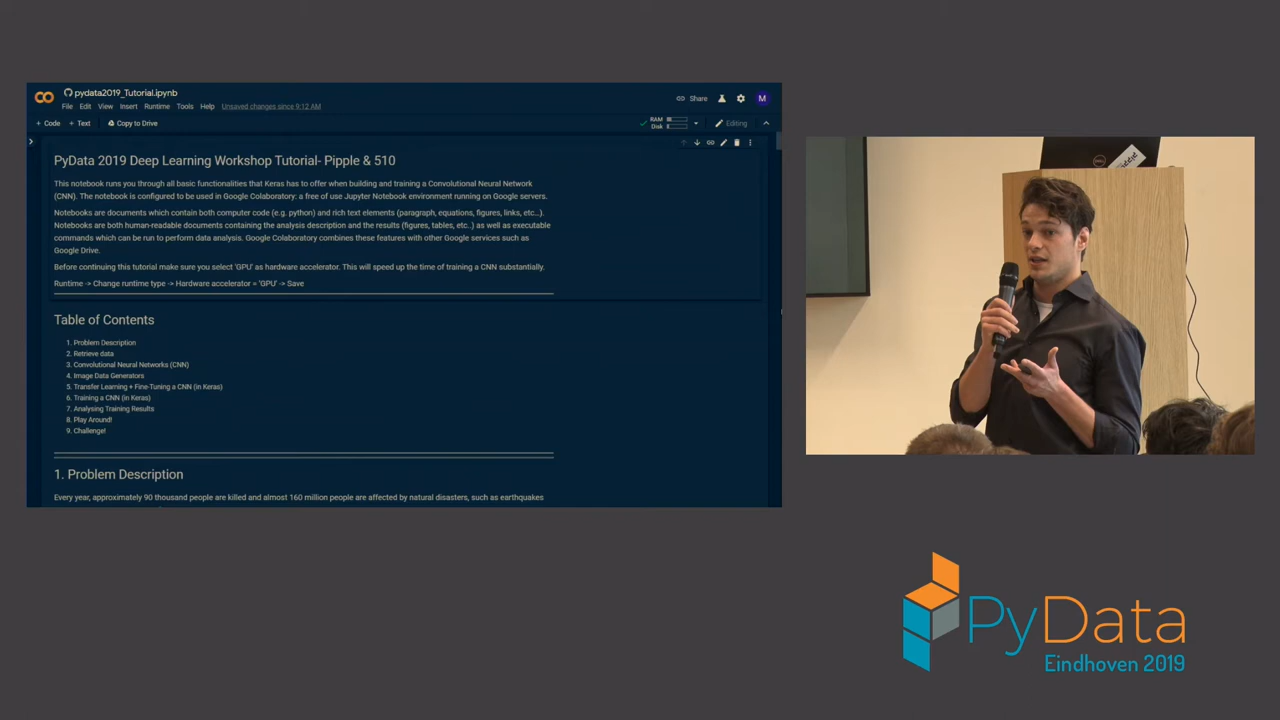 pydata2019_Tutorial.ipynb
File Edit View Insert Runtime Tools Help Unsaved changes since 9:12 AM
Share
M
+ Code + Text Copy to Drive
RAM
Disk
Editing
PyData 2019 Deep Learning Workshop Tutorial- Pipple & 510
This notebook runs you through all basic functionalities that Keras has to offer when building and training a Convolutional Neural Network
(CNN). The notebook is configured to be used in Google Colaboratory: a free of use Jupyter Notebook environment running on Google servers.
Notebooks are documents which contain both computer code (e.g. python) and rich text elements (paragraph, equations, figures, links, etc...).
Notebooks are both human-readable documents containing the analysis description and the results (figures, tables, etc..) as well as executable
commands which can be run to perform data analysis. Google Colaboratory combines these features with other Google services such as
Google Drive.
Before continuing this tutorial make sure you select 'GPU' as hardware accelerator. This will speed up the time of training a CNN substantially.
Runtime -> Change runtime type -> Hardware accelerator = 'GPU' -> Save
Table of Contents
1. Problem Description
2. Retrieve data
3. Convolutional Neural Networks (CNN)
4. Image Data Generators
5. Transfer Learning + Fine-Tuning a CNN (in Keras)
6. Training a CNN (in Keras)
7. Analysing Training Results
8. Play Around!
9. Challenge!
1. Problem Description
Every year, approximately 90 thousand people are killed and almost 160 million people are affected by natural disasters, such as earthquakes
DELL
pipple
PyData
Eindhoven 2019